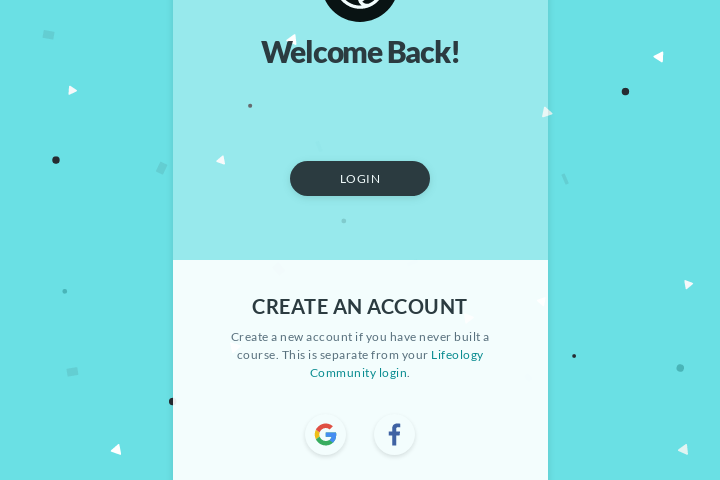 Welcome Back!
LOGIN
CREATE AN ACCOUNT
Create a new account if you have never built a
course. This is separate from your Lifeology
Community login.